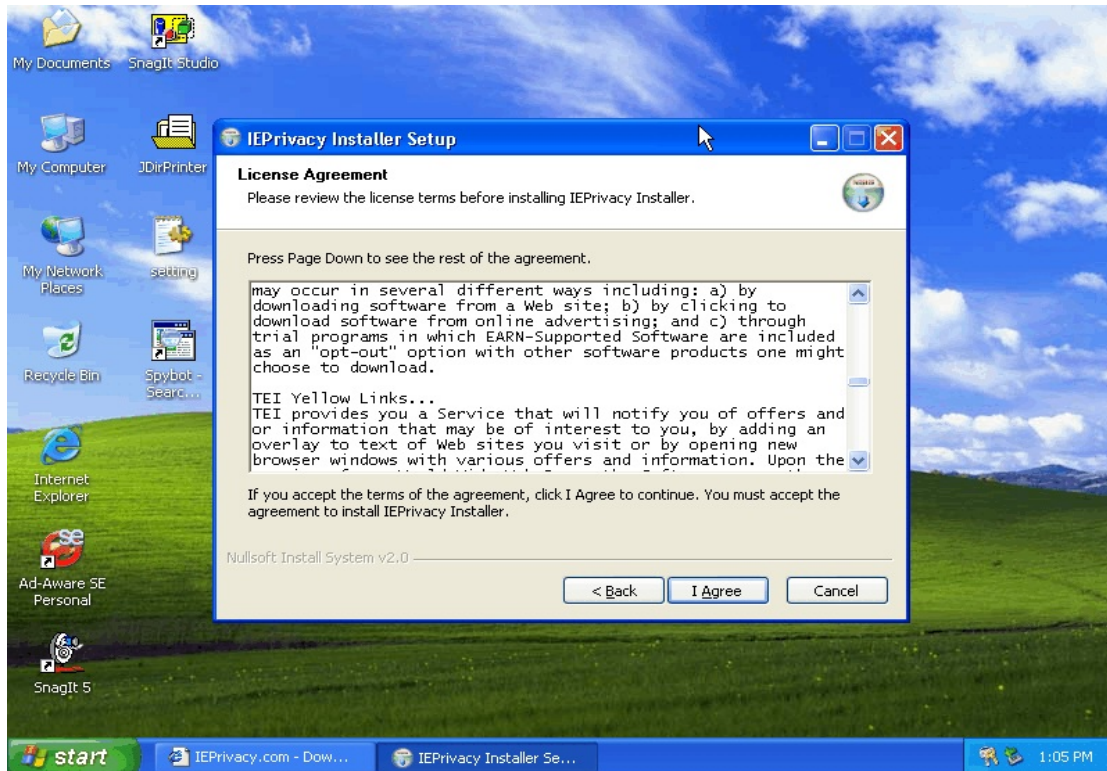 My Documents
SnagIt Studio
My Computer
JDirPrinter
My Network
Places
setting
Recycle Bin
Spybot -
Searc...
Internet
Explorer
Ad-Aware SE
Personal
SnagIt 5
IEPrivacy Installer Setup
License Agreement
Please review the license terms before installing IEPrivacy Installer.
Press Page Down to see the rest of the agreement.
may occur in several different ways including: a) by
downloading software from a Web site; b) by clicking to
download software from online advertising; and c) through
trial programs in which EARN-Supported Software are included
as an "opt-out" option with other software products one might
choose to download.
TEI Yellow Links...
TEI provides you a Service that will notify you of offers and
or information that may be of interest to you, by adding an
overlay to text of Web sites you visit or by opening new
browser windows with various offers and information. Upon the
If you accept the terms of the agreement, click I Agree to continue. You must accept the
agreement to install IEPrivacy Installer.
Nullsoft Install System v2.0
< Back
I Agree
Cancel
start
IEPrivacy.com - Dow...
IEPrivacy Installer Se...
1:05 PM